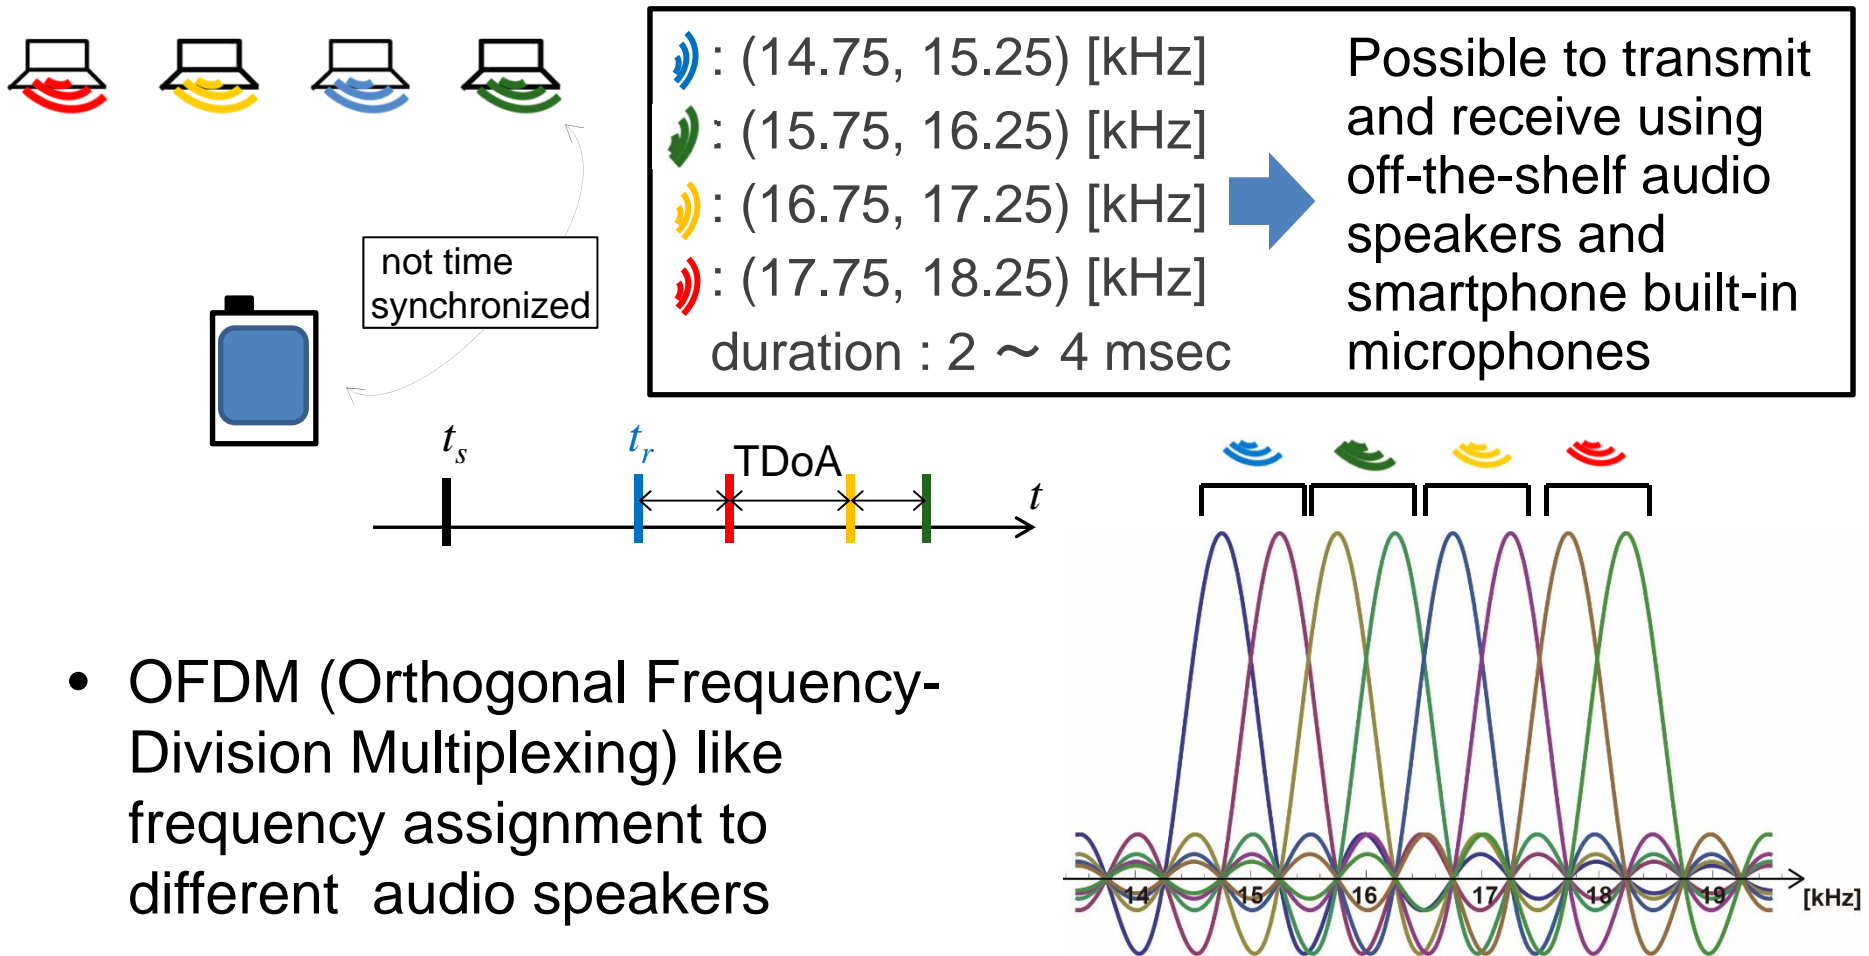 : (14.75, 15.25) [kHz]
: (15.75, 16.25) [kHz]
: (16.75, 17.25) [kHz]
: (17.75, 18.25) [kHz]
duration : 2 ～ 4 msec
Possible to transmit
and receive using
off-the-shelf audio
speakers and
smartphone built-in
microphones
not time
synchronized
t_s
t_r
TDoA
t
• OFDM (Orthogonal Frequency-
Division Multiplexing) like
frequency assignment to
different audio speakers
14 15 16 17 18 19 [kHz]